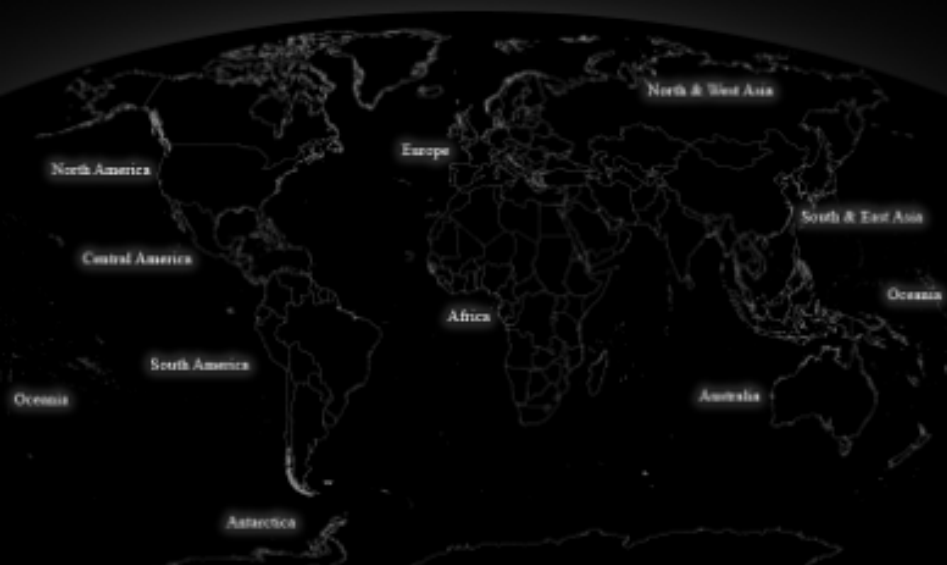 North & West Asia
Europe
North America
South & East Asia
Central America
Oceania
Africa
South America
Australia
Oceania
Antarctica